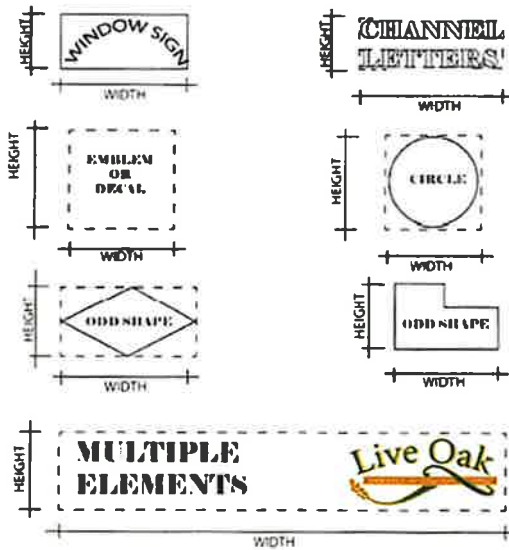 HEIGHT
WINDOW SIGN
WIDTH
HEIGHT
CHANNEL
LETTERS
WIDTH
HEIGHT
EMBLEM
OR
DECAL
WIDTH
HEIGHT
CIRCLE
WIDTH
HEIGHT
ODD SHAPE
WIDTH
HEIGHT
ODD SHAPE
WIDTH
HEIGHT
MULTIPLE
ELEMENTS
Live Oak
WIDTH